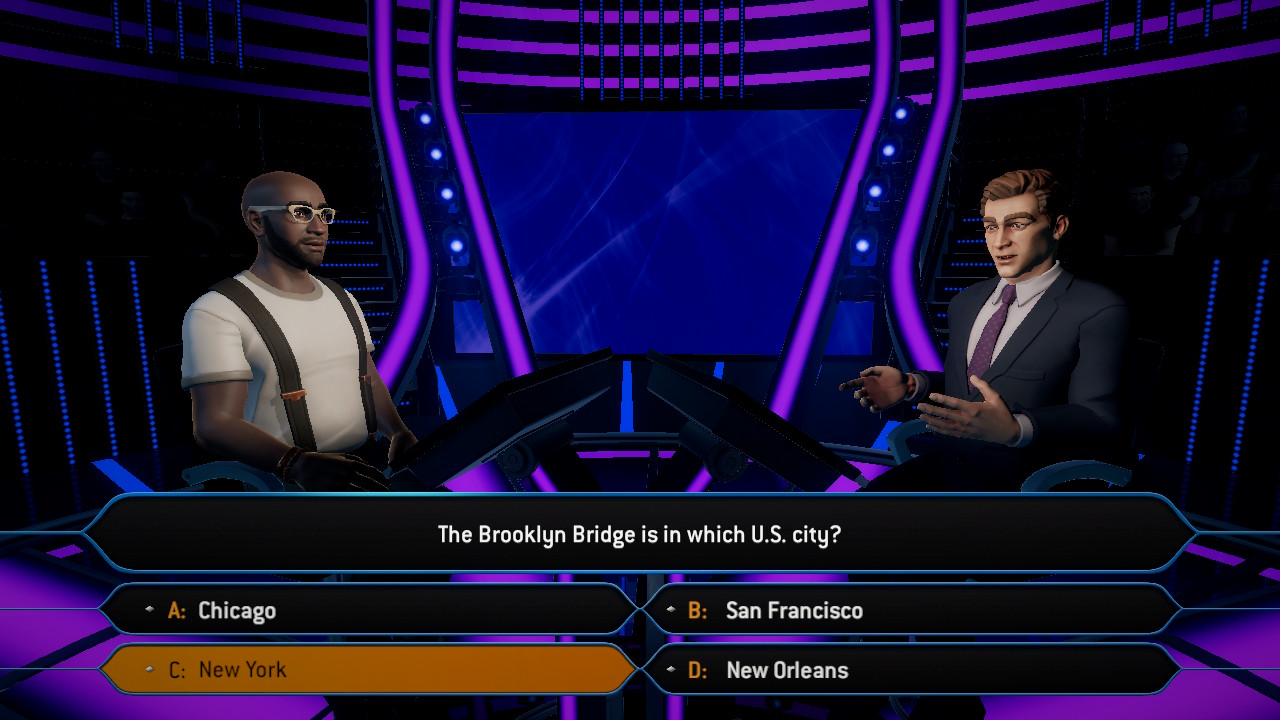 The Brooklyn Bridge is in which U.S. city?
A: Chicago
B: San Francisco
C: New York
D: New Orleans